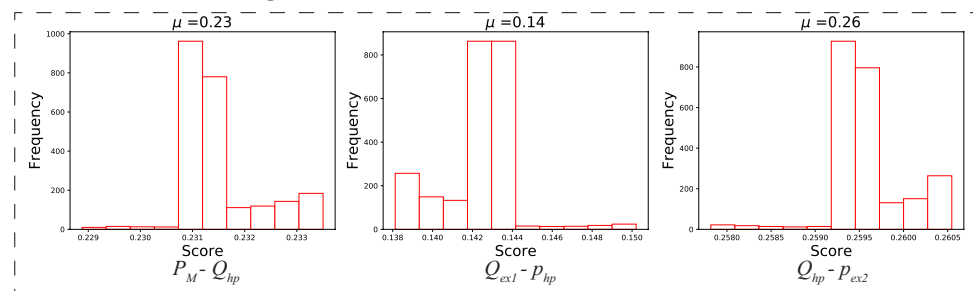 μ =0.23 μ =0.14 μ =0.26
1000
800
600
400
200
0
Frequency
0.229 0.230 0.231 0.232 0.233
Score
P_M - Q_hp
800
600
400
200
0
Frequency
0.138 0.140 0.142 0.144 0.146 0.148 0.150
Score
Q_ex1 - p_hp
800
600
400
200
0
Frequency
0.2580 0.2585 0.2590 0.2595 0.2600 0.2605
Score
Q_hp - p_ex2